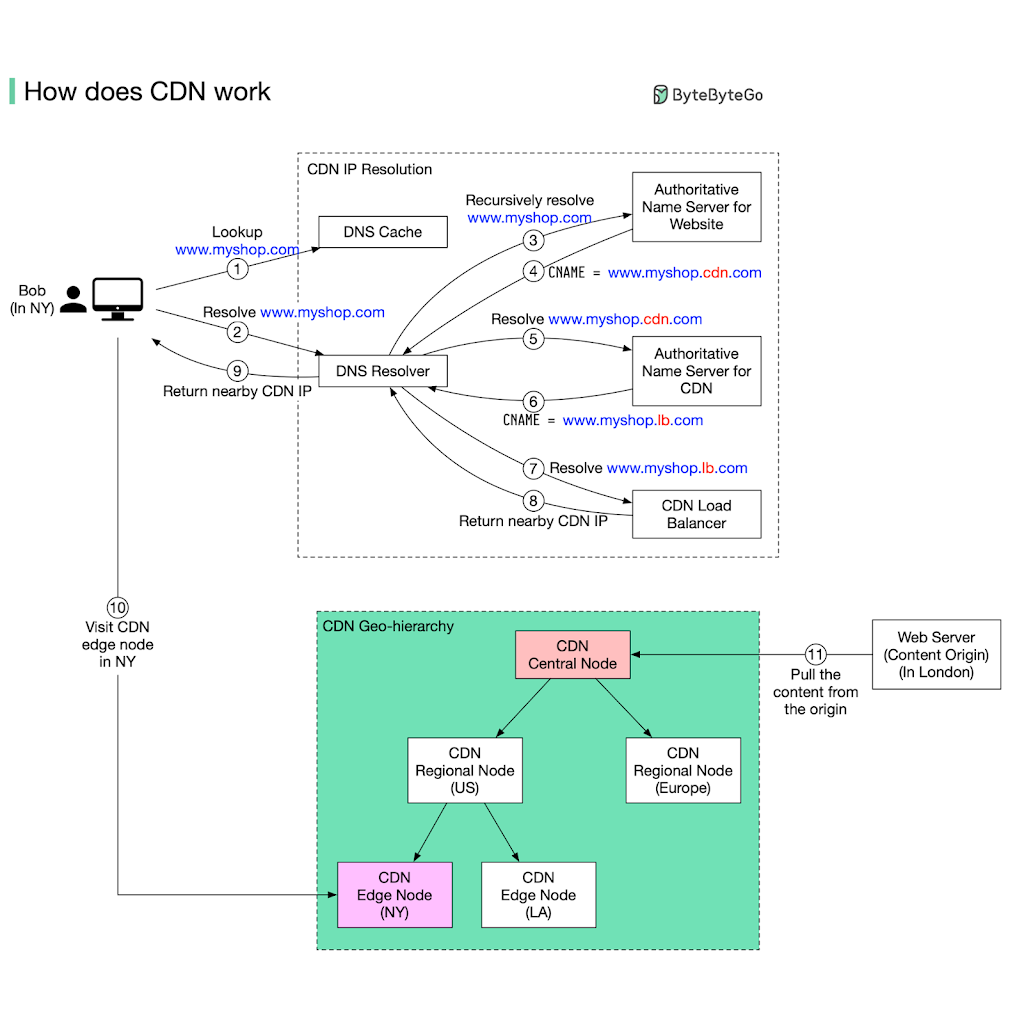 How does CDN work
ByteByteGo
CDN IP Resolution
Lookup
www.myshop.com
1
DNS Cache
Recursively resolve
www.myshop.com
3
Authoritative
Name Server for
Website
4
CNAME = www.myshop.cdn.com
Bob
(In NY)
Resolve www.myshop.com
2
Resolve www.myshop.cdn.com
5
Authoritative
Name Server for
CDN
DNS Resolver
9
Return nearby CDN IP
6
CNAME = www.myshop.lb.com
7
Resolve www.myshop.lb.com
8
Return nearby CDN IP
CDN Load
Balancer
10
Visit CDN
edge node
in NY
CDN Geo-hierarchy
CDN
Central Node
11
Pull the
content from
the origin
Web Server
(Content Origin)
(In London)
CDN
Regional Node
(US)
CDN
Regional Node
(Europe)
CDN
Edge Node
(NY)
CDN
Edge Node
(LA)